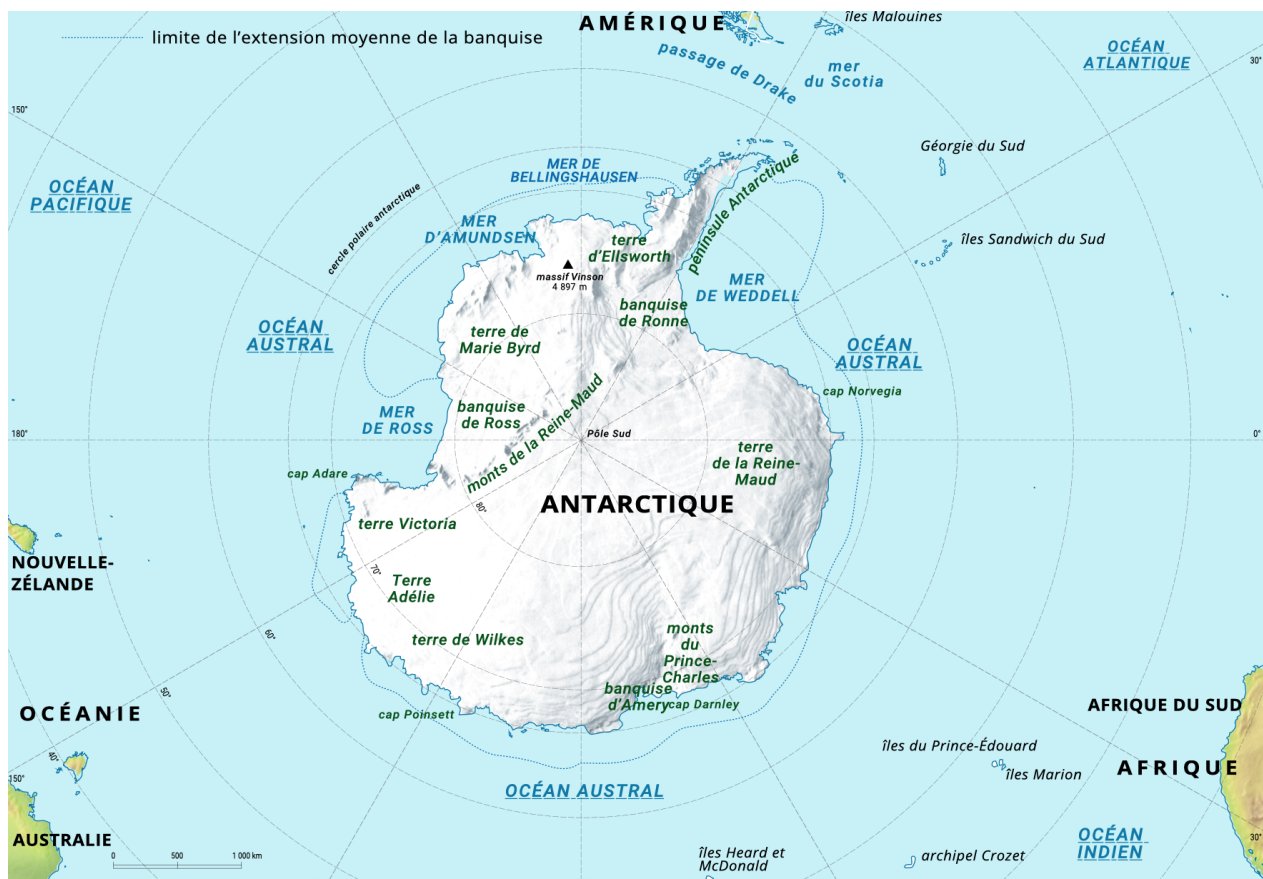 AMÉRIQUE
îles Malouines
limite de l’extension moyenne de la banquise
passage de Drake
mer
du Scotia
OCÉAN
ATLANTIQUE
30°
150°
Géorgie du Sud
MER DE
BELLINGSHAUSEN
péninsule Antarctique
OCÉAN
PACIFIQUE
cercle polaire antarctique
MER
D’AMUNDSEN
terre
d’Ellsworth
îles Sandwich du Sud
massif Vinson
4 897 m
MER
DE WEDDELL
banquise
de Ronne
OCÉAN
AUSTRAL
terre de
Marie Byrd
OCÉAN
AUSTRAL
cap Norvegia
MER
DE ROSS
banquise
de Ross
monts de la Reine-Maud
180°
Pôle Sud
0°
terre
de la Reine-
Maud
cap Adare
ANTARCTIQUE
80°
terre Victoria
NOUVELLE-
ZÉLANDE
70°
Terre
Adélie
60°
terre de Wilkes
monts
du
Prince-
Charles
50°
banquise
d’Amery
cap Darnley
cap Poinsett
OCÉANIE
AFRIQUE DU SUD
40°
îles du Prince-Édouard
îles Marion
AFRIQUE
150°
OCÉAN AUSTRAL
AUSTRALIE
0
500
1 000 km
îles Heard et
McDonald
archipel Crozet
OCÉAN
INDIEN
30°